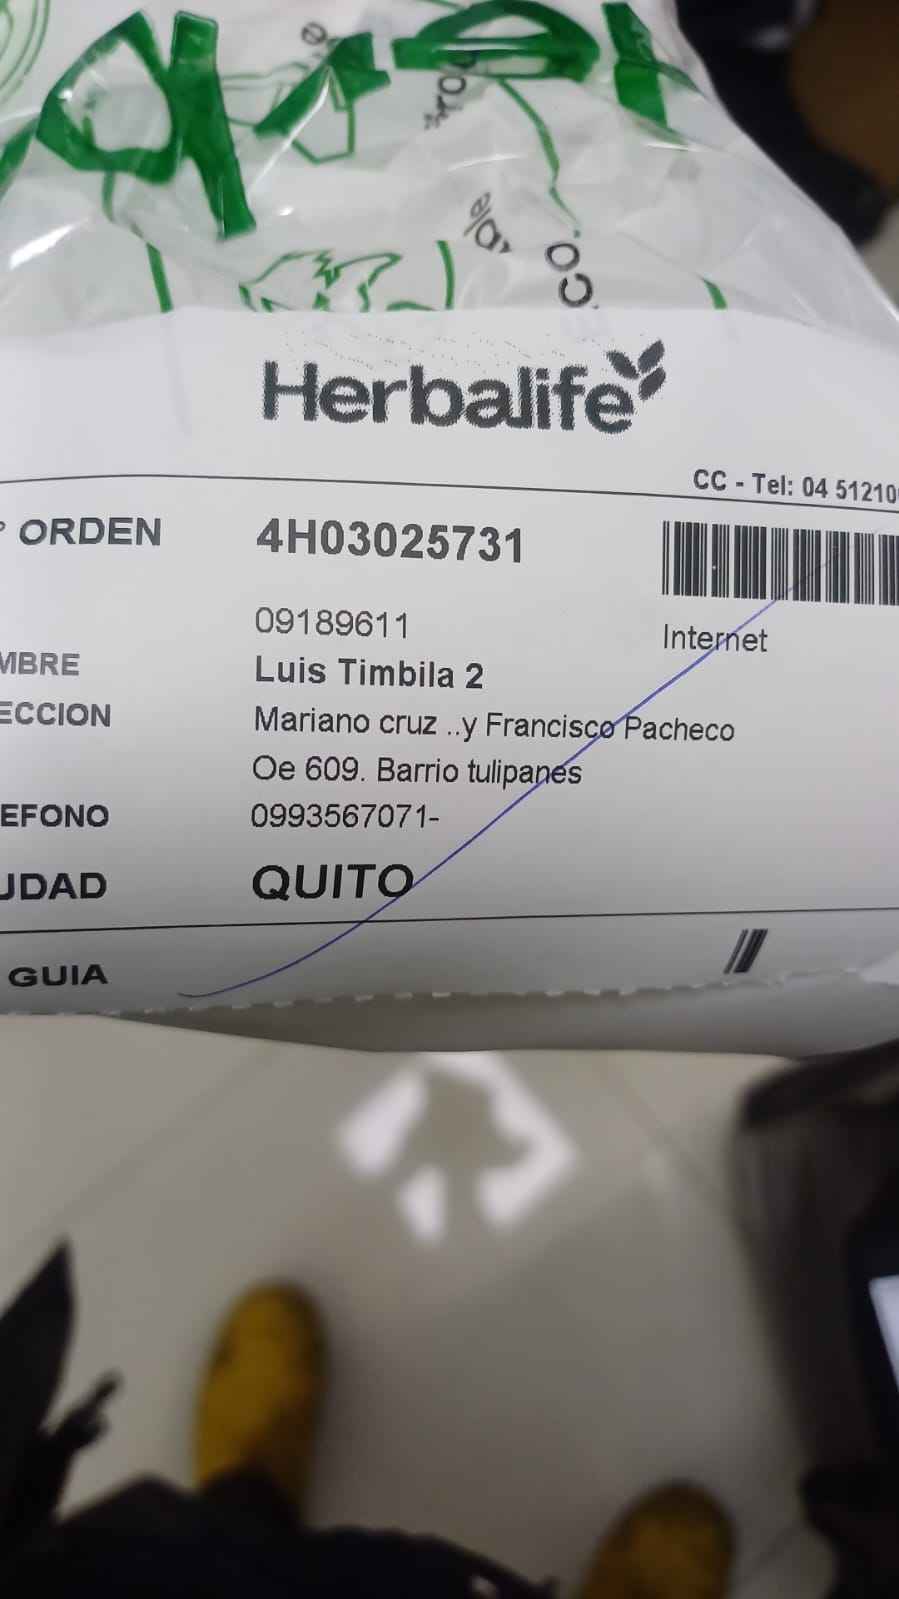 Herbalife
CC - Tel: 04 51210
° ORDEN 4H03025731
09189611 Internet
MBRE Luis Timbila 2
ECCION Mariano cruz ..y Francisco Pacheco
Oe 609. Barrio tulipanes
EFONO 0993567071-
UDAD QUITO
GUIA